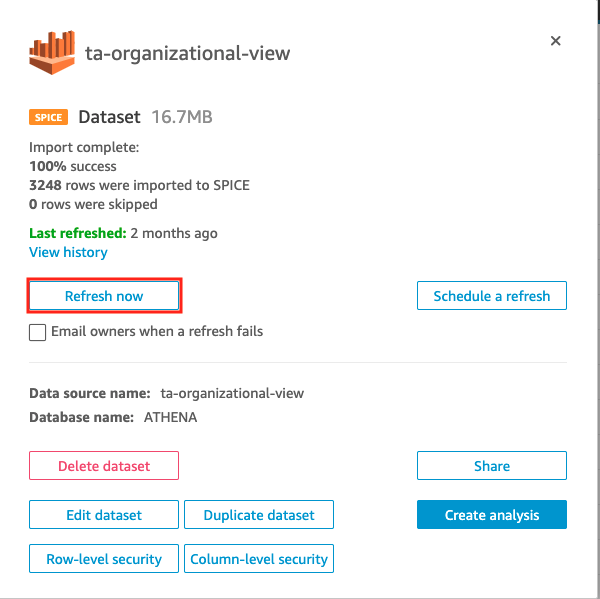 ta-organizational-view
SPICE Dataset 16.7MB
Import complete:
100% success
3248 rows were imported to SPICE
0 rows were skipped
Last refreshed: 2 months ago
View history
Refresh now Schedule a refresh
Email owners when a refresh fails
Data source name: ta-organizational-view
Database name: ATHENA
Delete dataset Share
Edit dataset Duplicate dataset Create analysis
Row-level security Column-level security